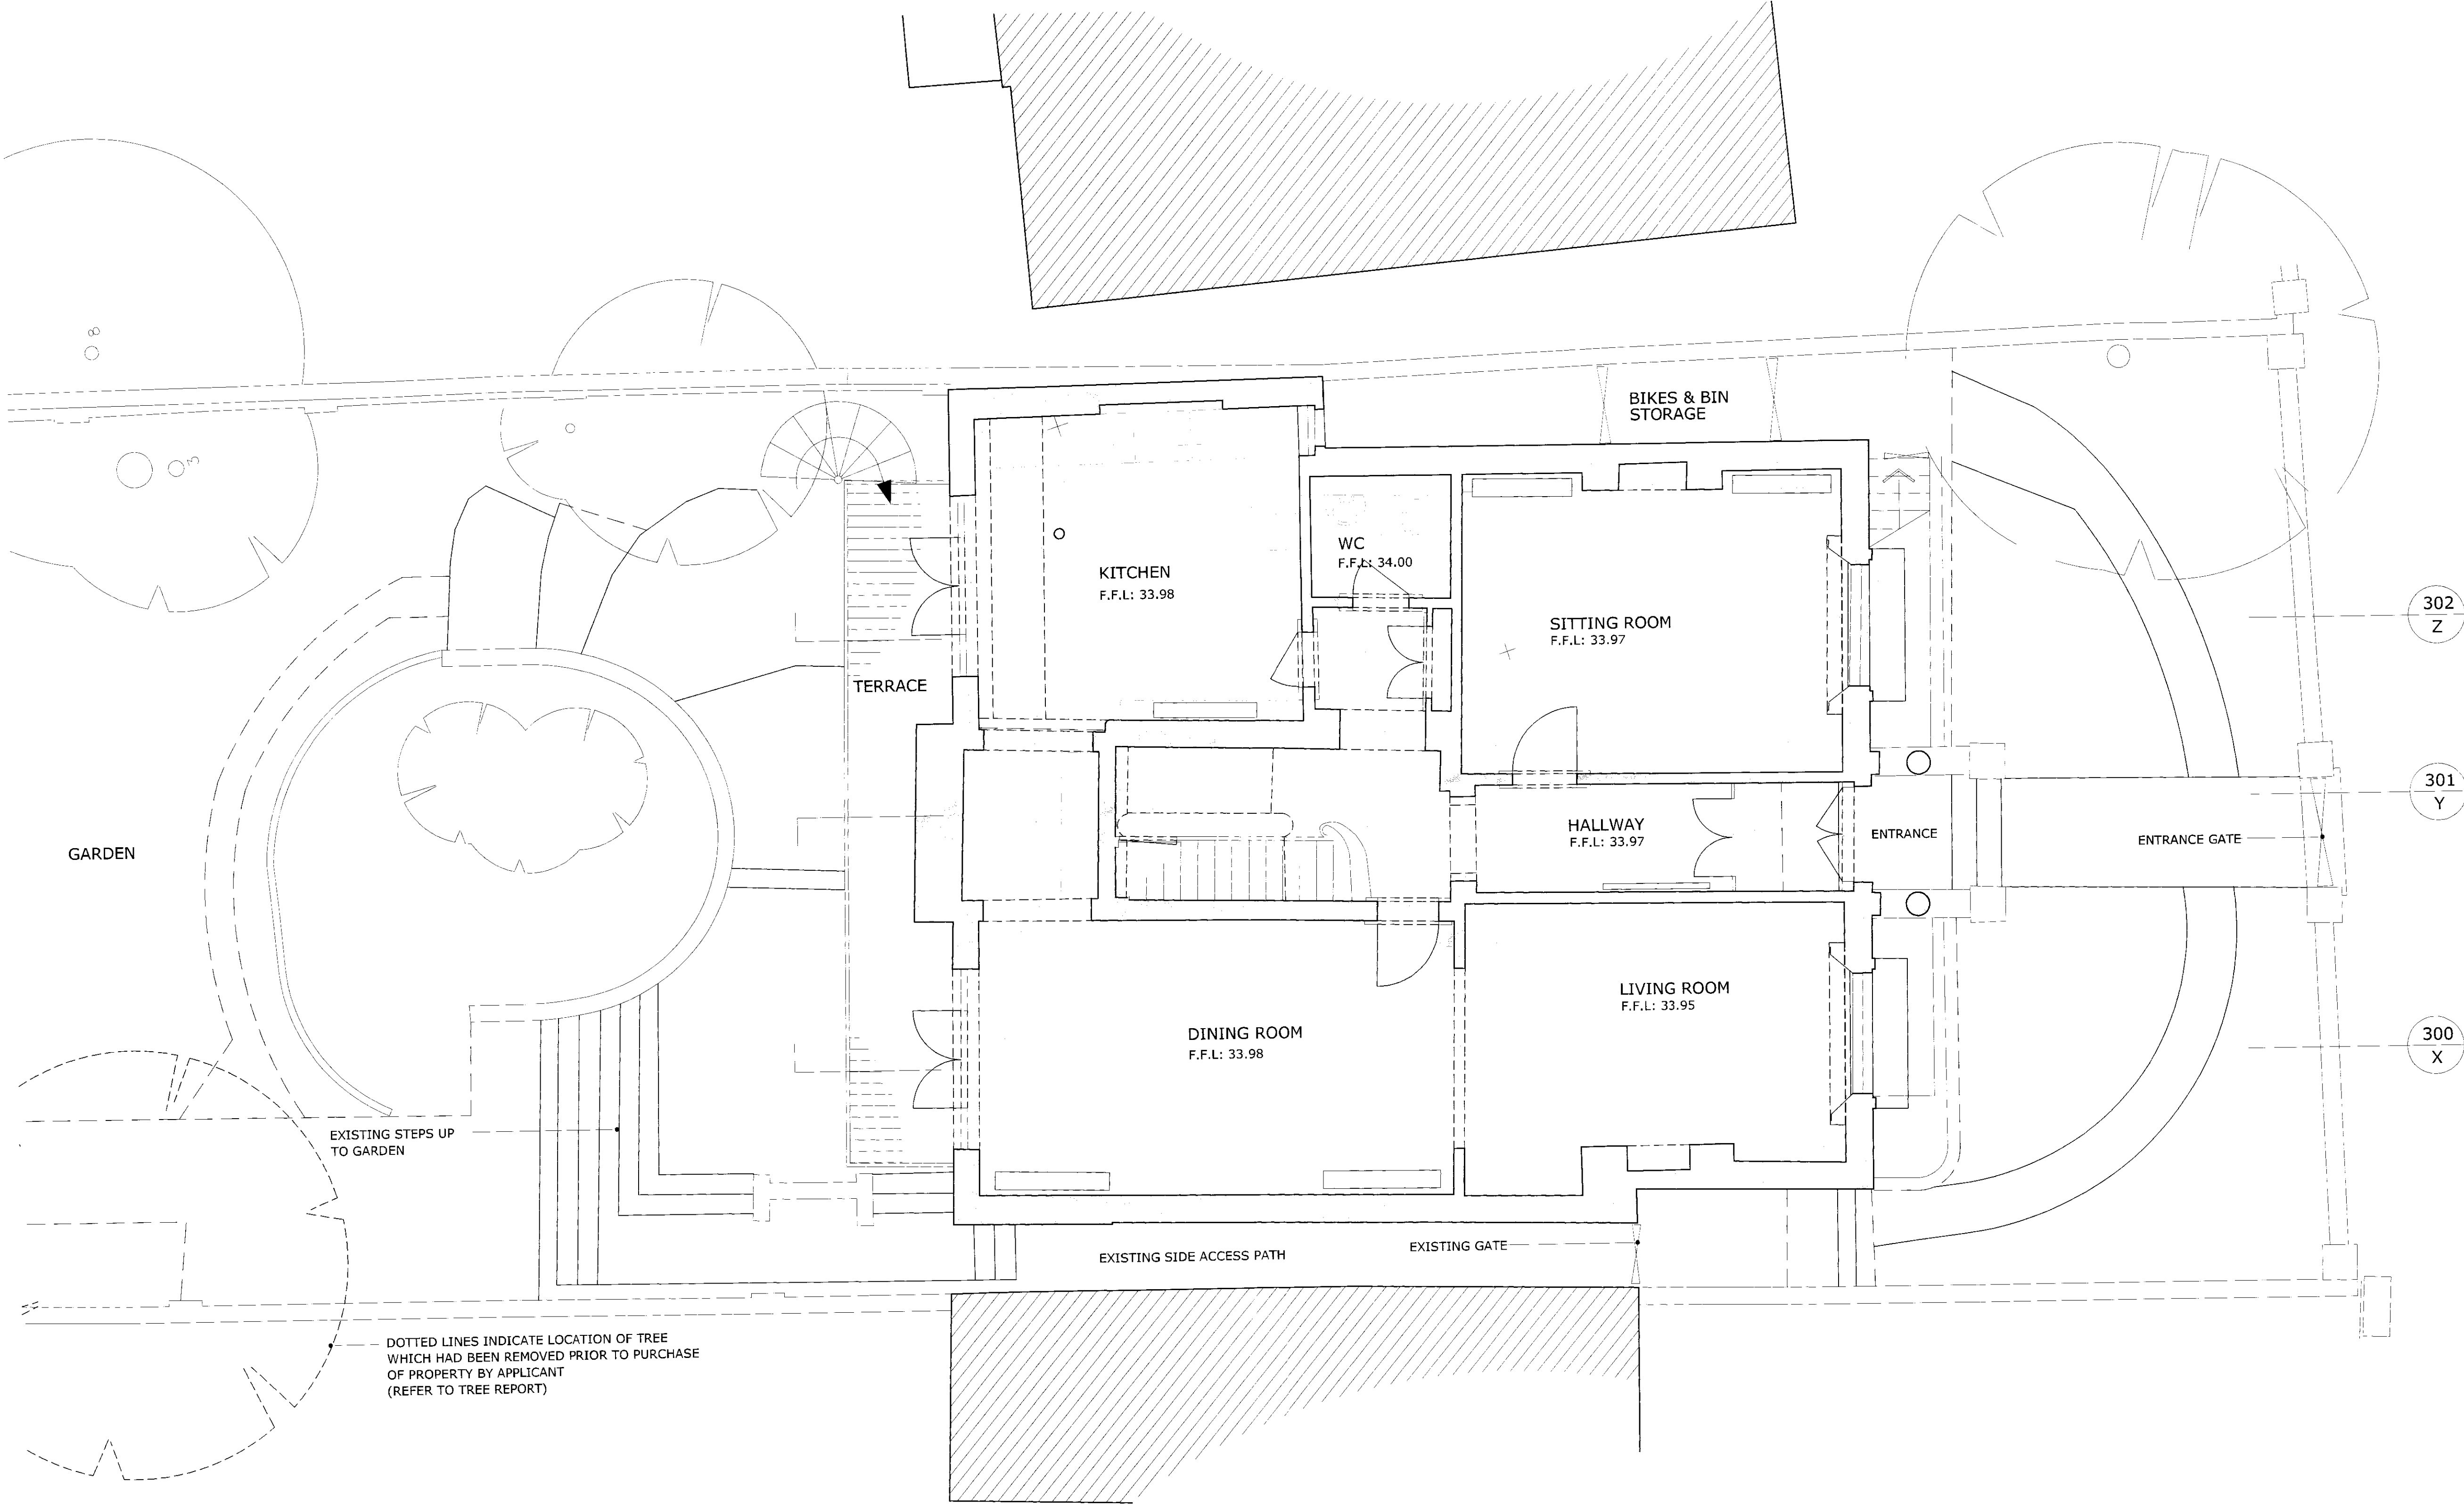 8
3
BIKES & BIN
STORAGE
WC
F.F.L: 34.00
KITCHEN
F.F.L: 33.98
SITTING ROOM
F.F.L: 33.97
302
Z
TERRACE
301
Y
HALLWAY
F.F.L: 33.97
ENTRANCE
ENTRANCE GATE
GARDEN
LIVING ROOM
F.F.L: 33.95
DINING ROOM
F.F.L: 33.98
300
X
EXISTING STEPS UP
TO GARDEN
EXISTING SIDE ACCESS PATH
EXISTING GATE
DOTTED LINES INDICATE LOCATION OF TREE
WHICH HAD BEEN REMOVED PRIOR TO PURCHASE
OF PROPERTY BY APPLICANT
(REFER TO TREE REPORT)